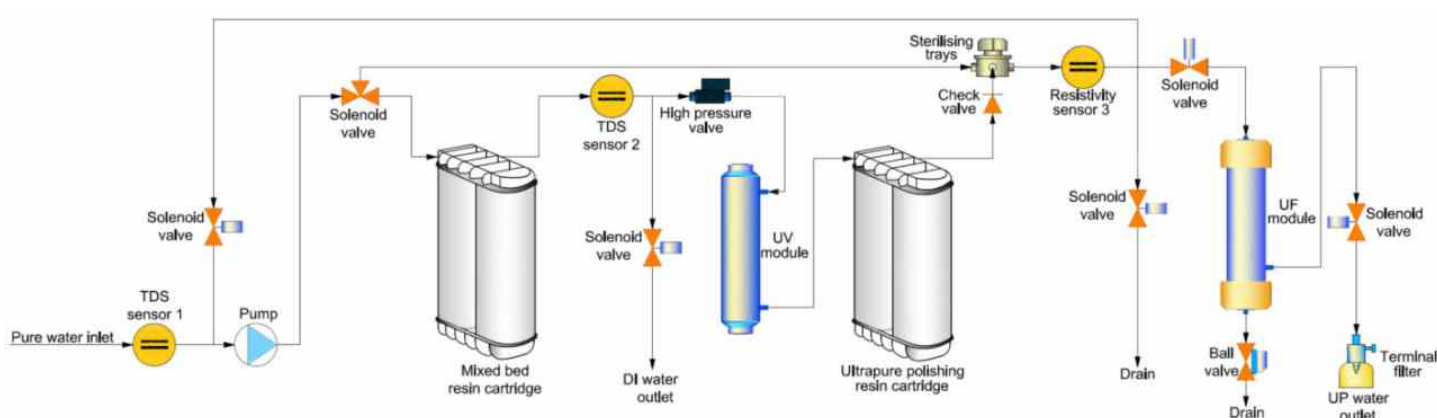 Sterilising
trays
Solenoid
valve
TDS
sensor 2
HIgh pressure
valve
Check
valve
Resistivity
sensor 3
Solenoid
valve
Solenoid
valve
Solenoid
valve
UV
module
Solenoid
valve
UF
module
Solenoid
valve
TDS
sensor 1
Pump
Pure water inlet
Mixed bed
resin cartridge
DI water
outlet
Ultrapure polishing
resin cartridge
Drain
Ball
valve
Drain
Terminal
filter
UP water
outlet